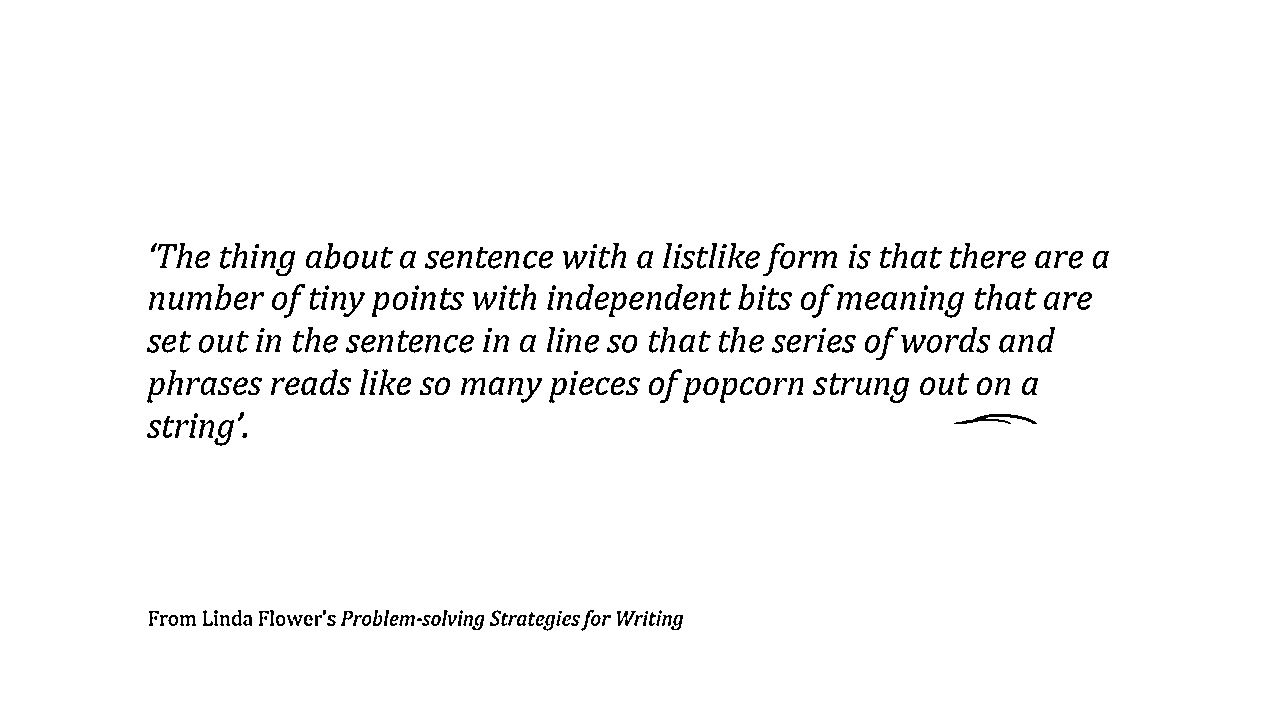 ‘The thing about a sentence with a listlike form is that there are a
number of tiny points with independent bits of meaning that are
set out in the sentence in a line so that the series of words and
phrases reads like so many pieces of popcorn strung out on a
string’.
From Linda Flower's Problem-solving Strategies for Writing